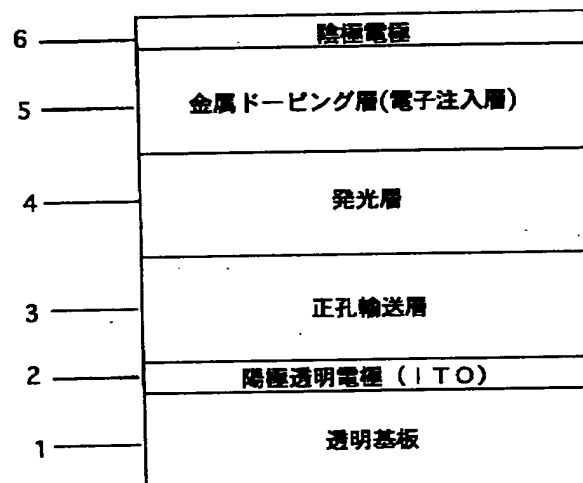 6 陰極電極
5 金属ドーピング層(電子注入層)
4 発光層
3 正孔輸送層
2 陽極透明電極(ITO)
1 透明基板